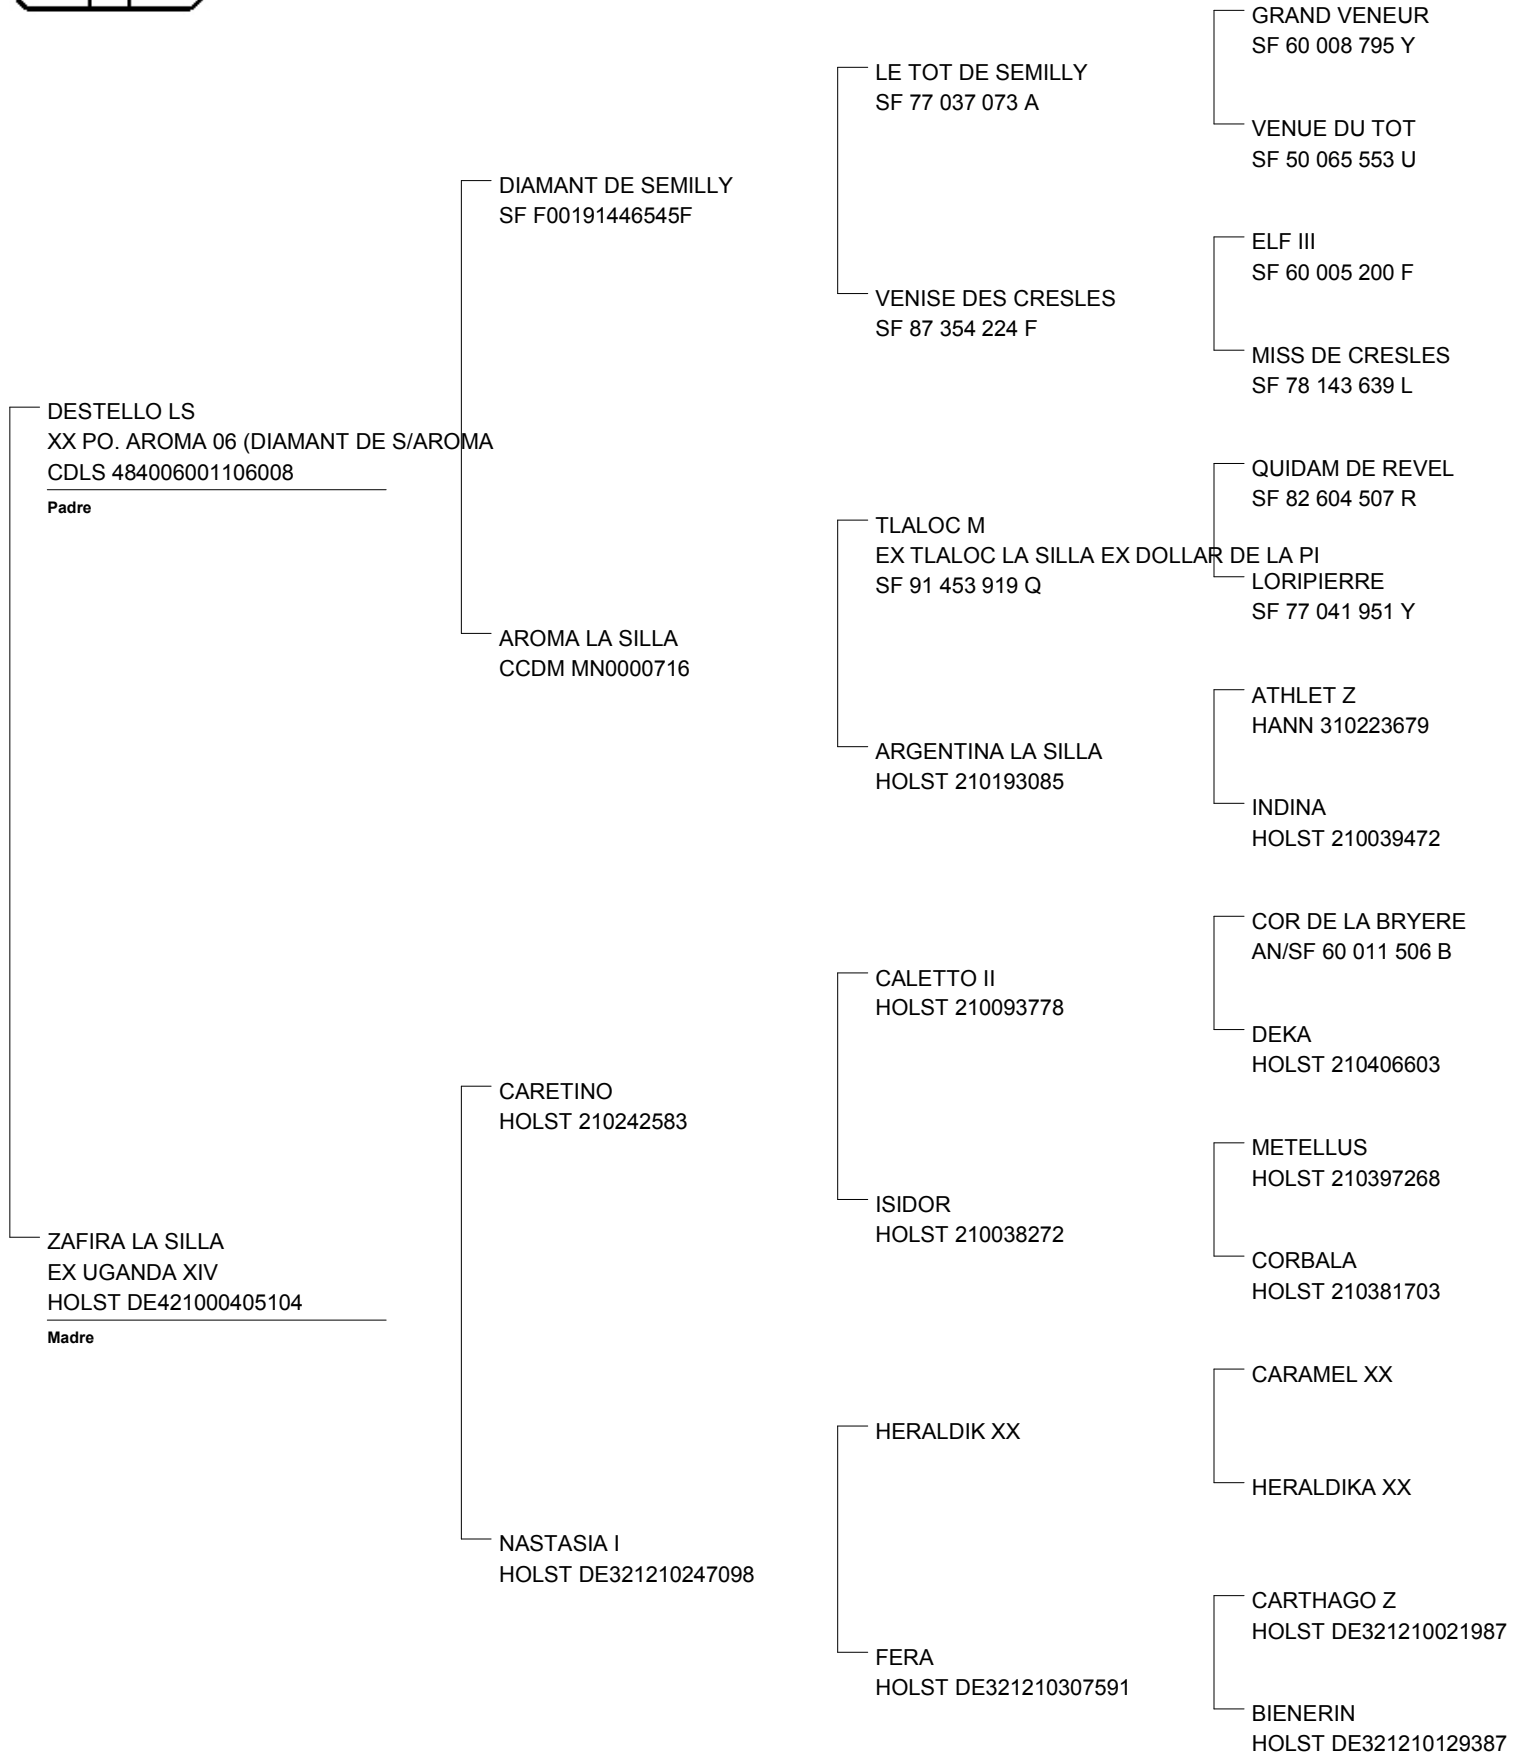 GRAND VENEUR
SF 60 008 795 Y
LE TOT DE SEMILLY
SF 77 037 073 A
VENUE DU TOT
SF 50 065 553 U
DIAMANT DE SEMILLY
SF F00191446545F
ELF III
SF 60 005 200 F
VENISE DES CRESLES
SF 87 354 224 F
MISS DE CRESLES
SF 78 143 639 L
DESTELLO LS
XX PO. AROMA 06 (DIAMANT DE S/AROMA
CDLS 484006001106008
Padre
QUIDAM DE REVEL
SF 82 604 507 R
TLALOC M
EX TLALOC LA SILLA EX DOLLAR DE LA PI
SF 91 453 919 Q
LORIPIERRE
SF 77 041 951 Y
AROMA LA SILLA
CCDM MN0000716
ATHLET Z
HANN 310223679
ARGENTINA LA SILLA
HOLST 210193085
INDINA
HOLST 210039472
COR DE LA BRYERE
AN/SF 60 011 506 B
CALETTO II
HOLST 210093778
DEKA
HOLST 210406603
CARETINO
HOLST 210242583
METELLUS
HOLST 210397268
ISIDOR
HOLST 210038272
CORBALA
HOLST 210381703
ZAFIRA LA SILLA
EX UGANDA XIV
HOLST DE421000405104
Madre
CARAMEL XX
HERALDIK XX
HERALDIKA XX
NASTASIA I
HOLST DE321210247098
CARTHAGO Z
HOLST DE321210021987
FERA
HOLST DE321210307591
BIENERIN
HOLST DE321210129387